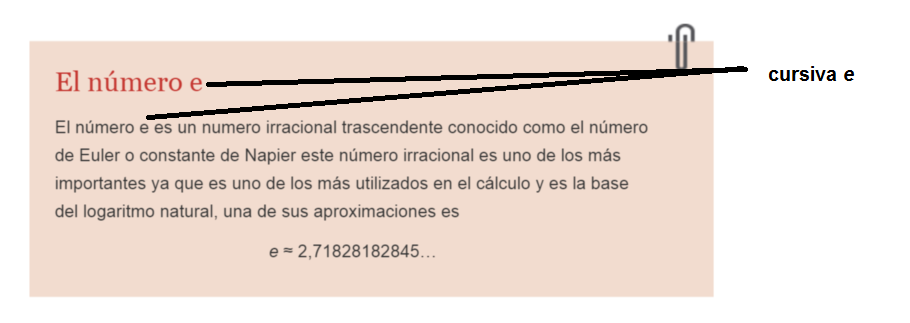 El número e
cursiva e
El número e es un numero irracional trascendente conocido como el número
de Euler o constante de Napier este número irracional es uno de los más
importantes ya que es uno de los más utilizados en el cálculo y es la base
del logaritmo natural, una de sus aproximaciones es
e ≈ 2,71828182845…